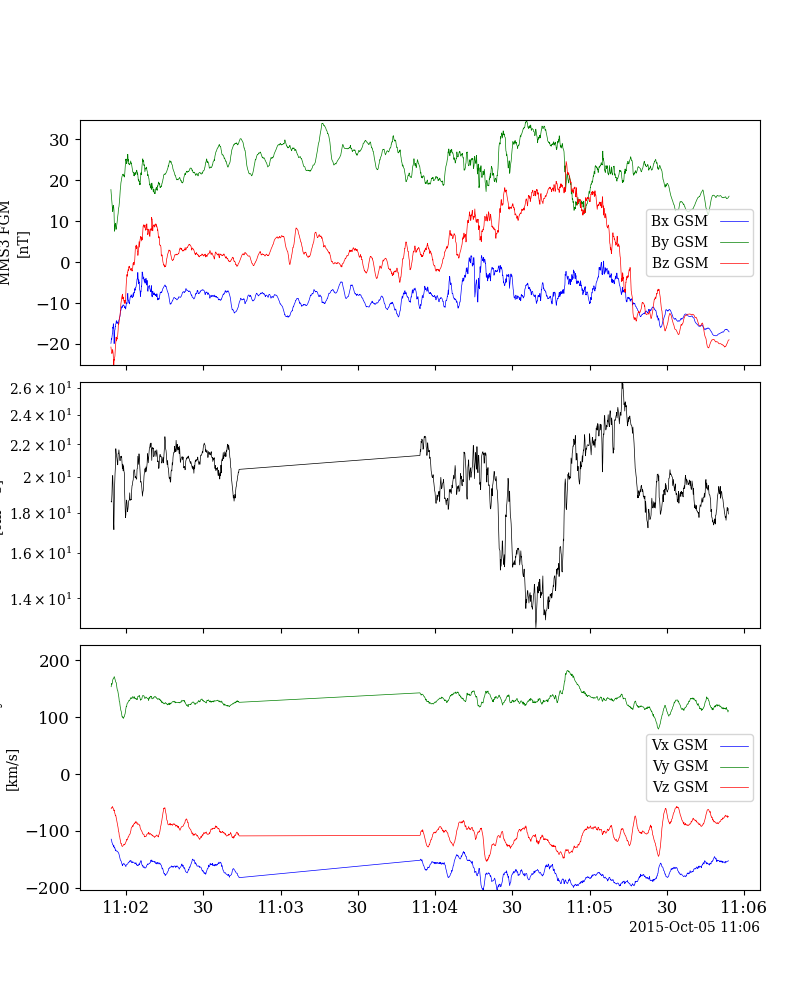 30
20
10
0
−10
−20
MMS3 FGM
[nT]
Bx GSM
By GSM
Bz GSM
2.6 × 10¹
2.4 × 10¹
2.2 × 10¹
2 × 10¹
1.8 × 10¹
1.6 × 10¹
1.4 × 10¹
200
100
0
−100
−200
[km/s]
Vx GSM
Vy GSM
Vz GSM
11:02 30 11:03 30 11:04 30 11:05 30 11:06
2015-Oct-05 11:06